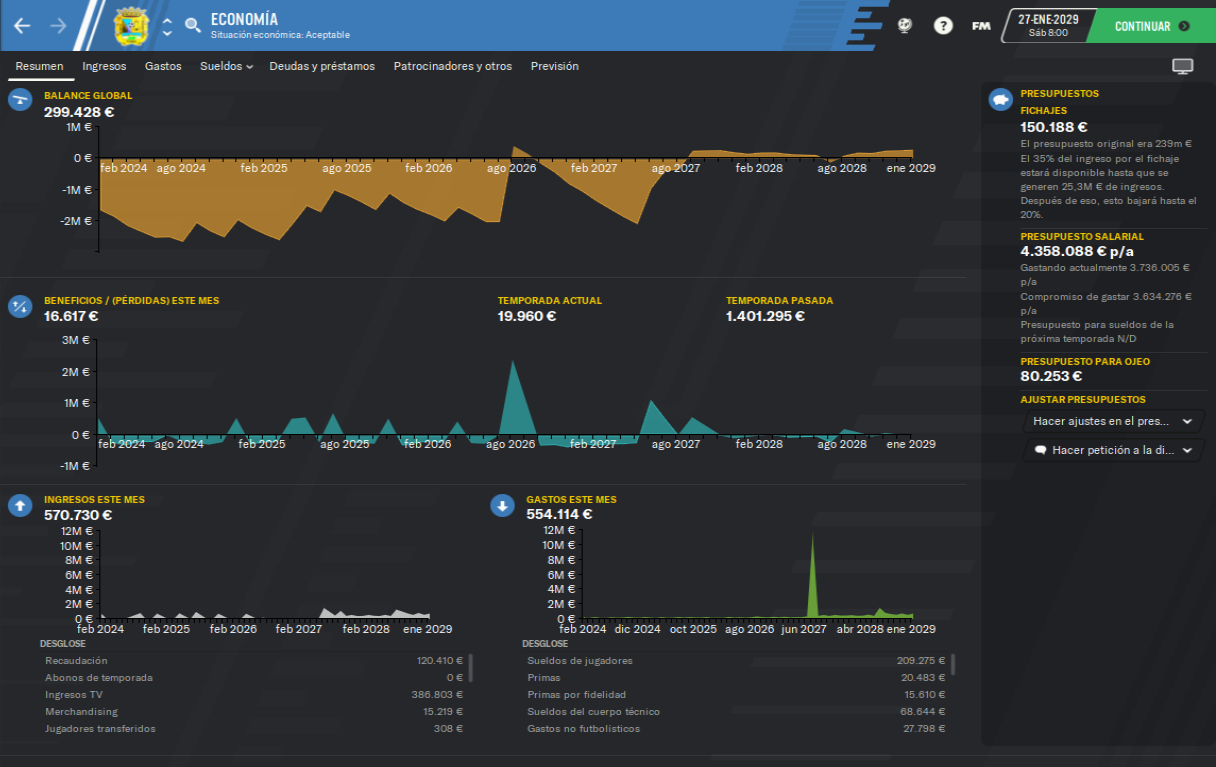 ECONOMÍA
Situación económica: Aceptable
?
FM
27-ENE-2029
Sáb 8:00
CONTINUAR
Resumen Ingresos Gastos Sueldos Deudas y préstamos Patrocinadores y otros Previsión
BALANCE GLOBAL
299.428 €
1M €
0 €
-1M €
-2M €
feb 2024 ago 2024 feb 2025 ago 2025 feb 2026 ago 2026 feb 2027 ago 2027 feb 2028 ago 2028 ene 2029
BENEFICIOS / (PÉRDIDAS) ESTE MES
16.617 €
TEMPORADA ACTUAL
19.960 €
TEMPORADA PASADA
1.401.295 €
3M €
2M €
1M €
0 €
-1M €
feb 2024 ago 2024 feb 2025 ago 2025 feb 2026 ago 2026 feb 2027 ago 2027 feb 2028 ago 2028 ene 2029
INGRESOS ESTE MES
570.730 €
12M €
10M €
8M €
6M €
4M €
2M €
0 €
feb 2024 feb 2025 feb 2026 feb 2027 feb 2028 ene 2029
DESGLOSE
Recaudación 120.410 €
Abonos de temporada 0 €
Ingresos TV 386.803 €
Merchandising 15.219 €
Jugadores transferidos 308 €
GASTOS ESTE MES
554.114 €
12M €
10M €
8M €
6M €
4M €
2M €
0 €
feb 2024 dic 2024 oct 2025 ago 2026 jun 2027 abr 2028 ene 2029
DESGLOSE
Sueldos de jugadores 209.275 €
Primas 20.483 €
Primas por fidelidad 15.610 €
Sueldos del cuerpo técnico 68.644 €
Gastos no futbolísticos 27.798 €
PRESUPUESTOS
FICHAJES
150.188 €
El presupuesto original era 239m €
El 35% del ingreso por el fichaje
estará disponible hasta que se
generen 25,3M € de ingresos.
Después de eso, esto bajará hasta el
20%.
PRESUPUESTO SALARIAL
4.358.088 € p/a
Gastando actualmente 3.736.005 €
p/a
Compromiso de gastar 3.634.276 €
p/a
Presupuesto para sueldos de la
próxima temporada N/D
PRESUPUESTO PARA OJEO
80.253 €
AJUSTAR PRESUPUESTOS
Hacer ajustes en el pres...
Hacer petición a la di...